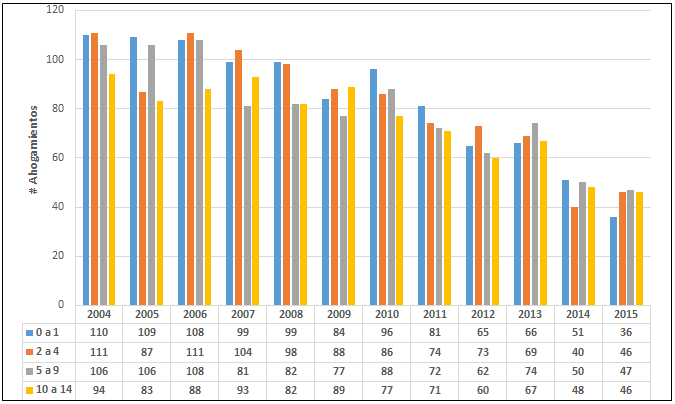 120
100
80
60
40
20
0
# Ahogamientos
2004 2005 2006 2007 2008 2009 2010 2011 2012 2013 2014 2015
0 a 1 110 109 108 99 99 84 96 81 65 66 51 36
2 a 4 111 87 111 104 98 88 86 74 73 69 40 46
5 a 9 106 106 108 81 82 77 88 72 62 74 50 47
10 a 14 94 83 88 93 82 89 77 71 60 67 48 46